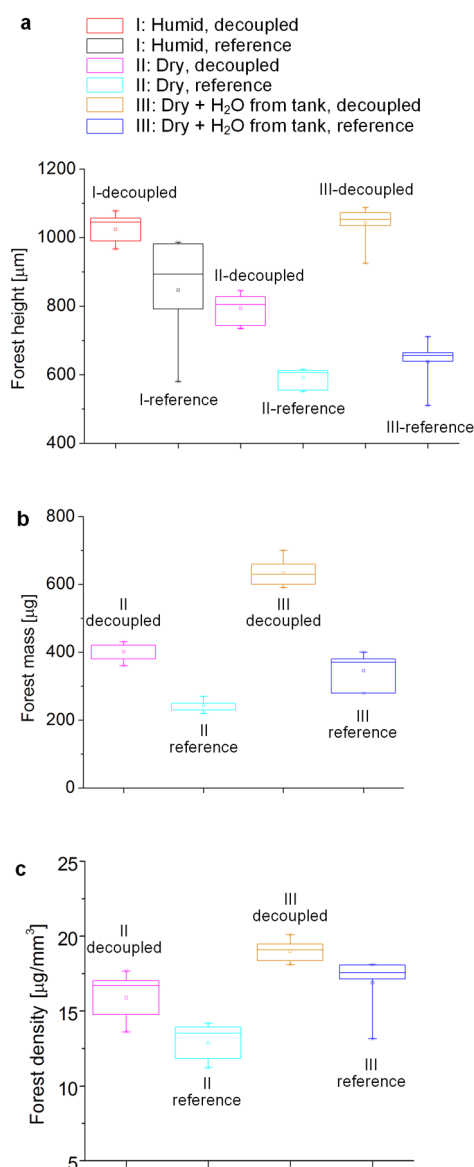 a
I: Humid, decoupled
I: Humid, reference
II: Dry, decoupled
II: Dry, reference
III: Dry + H₂O from tank, decoupled
III: Dry + H₂O from tank, reference
Forest height [µm]
1200
1000
800
600
400
I-decoupled
I-reference
II-decoupled
II-reference
III-decoupled
III-reference
b
Forest mass [µg]
800
600
400
200
0
II
decoupled
II
reference
III
decoupled
III
reference
c
Forest density [µg/mm³]
25
20
15
10
5
II
decoupled
II
reference
III
decoupled
III
reference